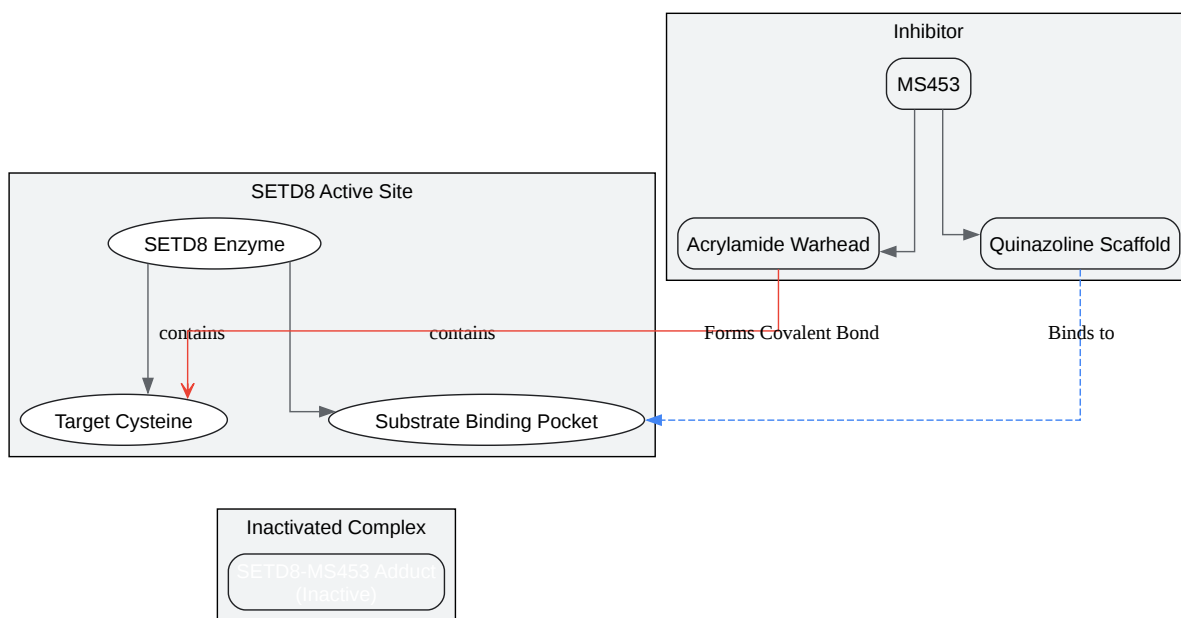 Inhibitor
MS453
SETD8 Active Site
SETD8 Enzyme
Acrylamide Warhead
Quinazoline Scaffold
contains
contains
Forms Covalent Bond
Binds to
Target Cysteine
Substrate Binding Pocket
Inactivated Complex
SETD8-MS453 Adduct
(Inactive)